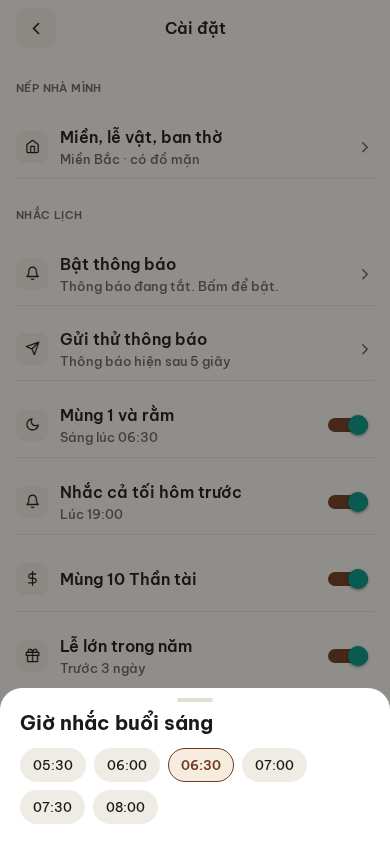 Cài đặt
NẾP NHÀ MÌNH
Miền, lễ vật, ban thờ
Miền Bắc · có đồ mặn
NHẮC LỊCH
Bật thông báo
Thông báo đang tắt. Bấm để bật.
Gửi thử thông báo
Thông báo hiện sau 5 giây
Mùng 1 và rằm
Sáng lúc 06:30
Nhắc cả tối hôm trước
Lúc 19:00
Mùng 10 Thần tài
Lễ lớn trong năm
Trước 3 ngày
Giờ nhắc buổi sáng
05:30 06:00 06:30 07:00
07:30 08:00